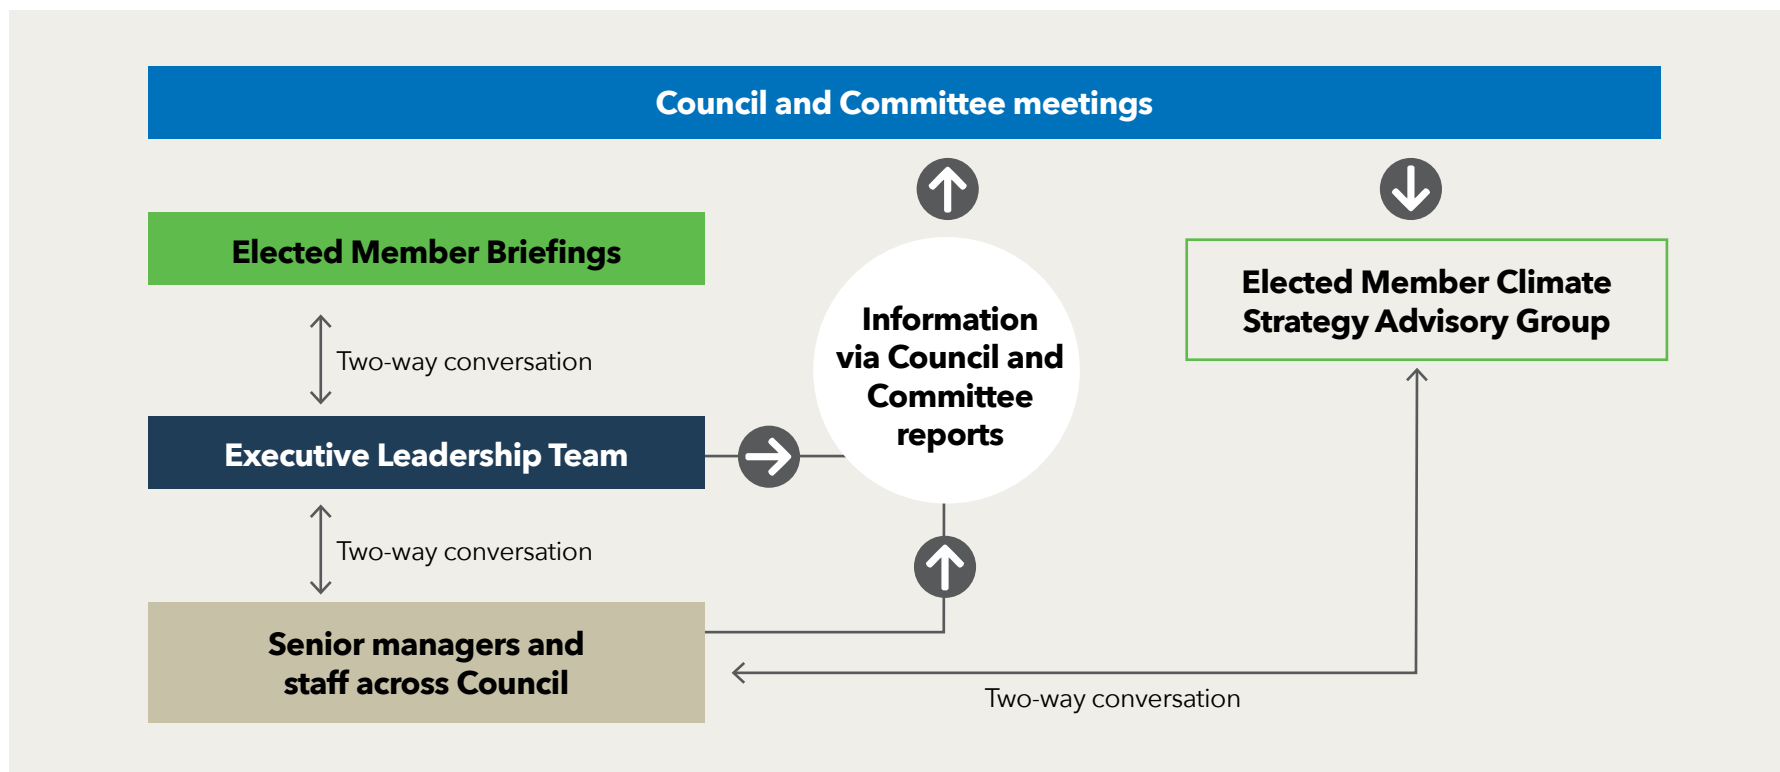 Council and Committee meetings
Elected Member Briefings
Two-way conversation
Executive Leadership Team
Two-way conversation
Senior managers and
staff across Council
Information
via Council and
Committee
reports
Elected Member Climate
Strategy Advisory Group
Two-way conversation